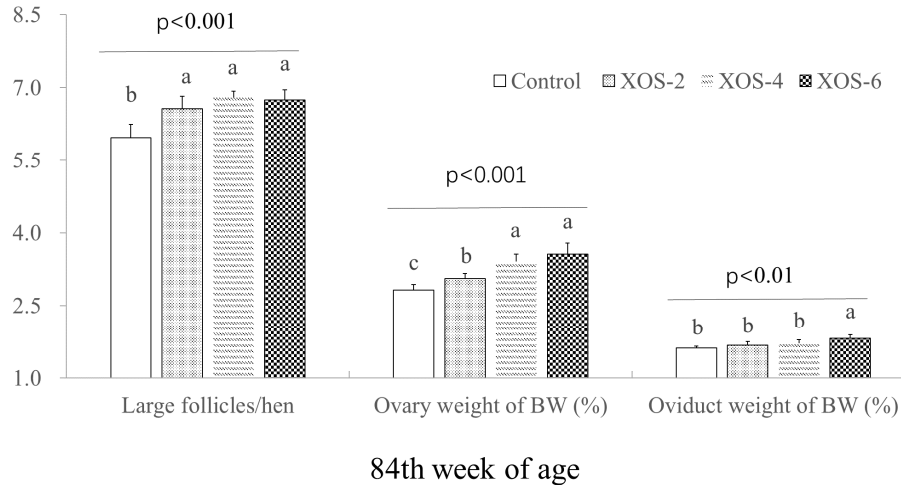 8.5
p<0.001
b a a a
7.0
Control XOS-2 XOS-4 XOS-6
5.5
p<0.001
4.0
c b a a
p<0.01
2.5
b b b a
1.0
Large follicles/hen Ovary weight of BW (%) Oviduct weight of BW (%)
84th week of age